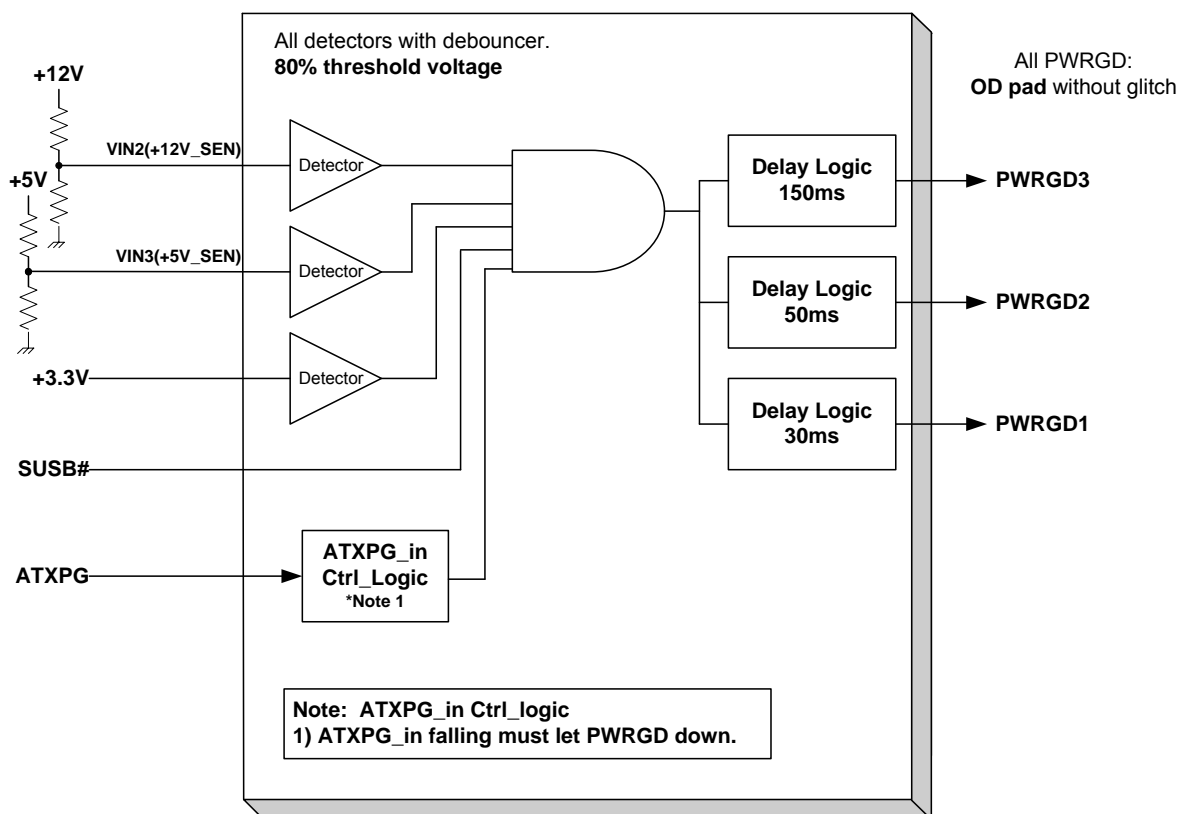 All detectors with debouncer.
80% threshold voltage
All PWRGD:
OD pad without glitch
+12V
VIN2(+12V_SEN)
Detector
+5V
VIN3(+5V_SEN)
Detector
+3.3V
Detector
SUSB#
ATXPG
ATXPG_in
Ctrl_Logic
*Note 1
Delay Logic
150ms
PWRGD3
Delay Logic
50ms
PWRGD2
Delay Logic
30ms
PWRGD1
Note: ATXPG_in Ctrl_logic
1) ATXPG_in falling must let PWRGD down.